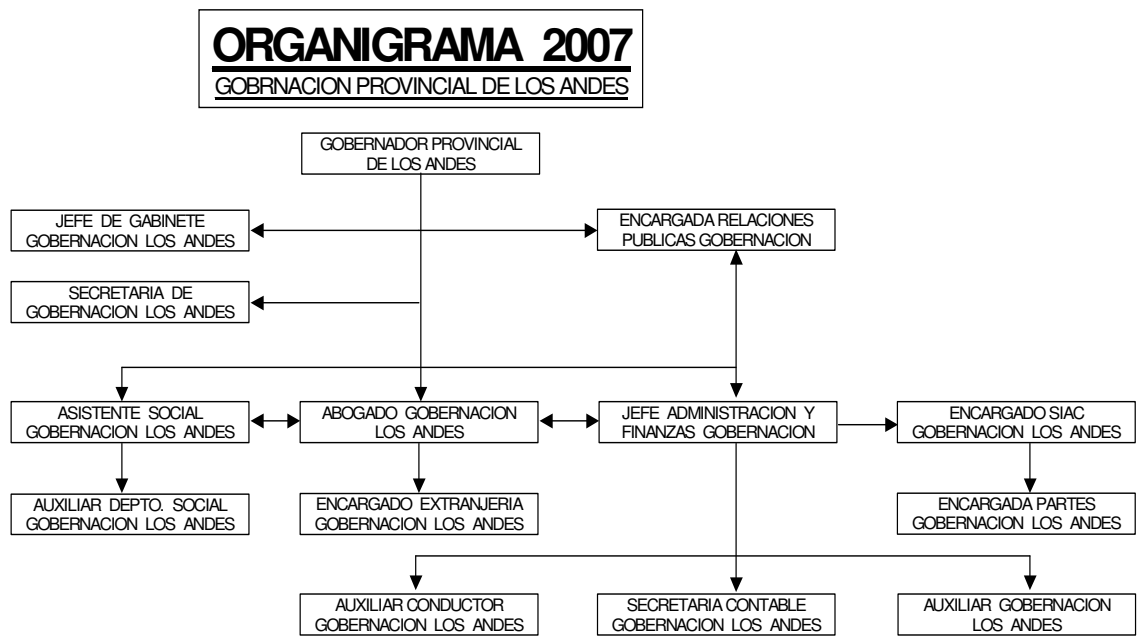 ORGANIGRAMA 2007
GOBRNACION PROVINCIAL DE LOS ANDES
GOBERNADOR PROVINCIAL
DE LOS ANDES
JEFE DE GABINETE
GOBERNACION LOS ANDES
ENCARGADA RELACIONES
PUBLICAS GOBERNACION
SECRETARIA DE
GOBERNACION LOS ANDES
ASISTENTE SOCIAL
GOBERNACION LOS ANDES
ABOGADO GOBERNACION
LOS ANDES
JEFE ADMINISTRACION Y
FINANZAS GOBERNACION
ENCARGADO SIAC
GOBERNACION LOS ANDES
AUXILIAR DEPTO. SOCIAL
GOBERNACION LOS ANDES
ENCARGADO EXTRANJERIA
GOBERNACION LOS ANDES
ENCARGADA PARTES
GOBERNACION LOS ANDES
AUXILIAR CONDUCTOR
GOBERNACION LOS ANDES
SECRETARIA CONTABLE
GOBERNACION LOS ANDES
AUXILIAR GOBERNACION
LOS ANDES